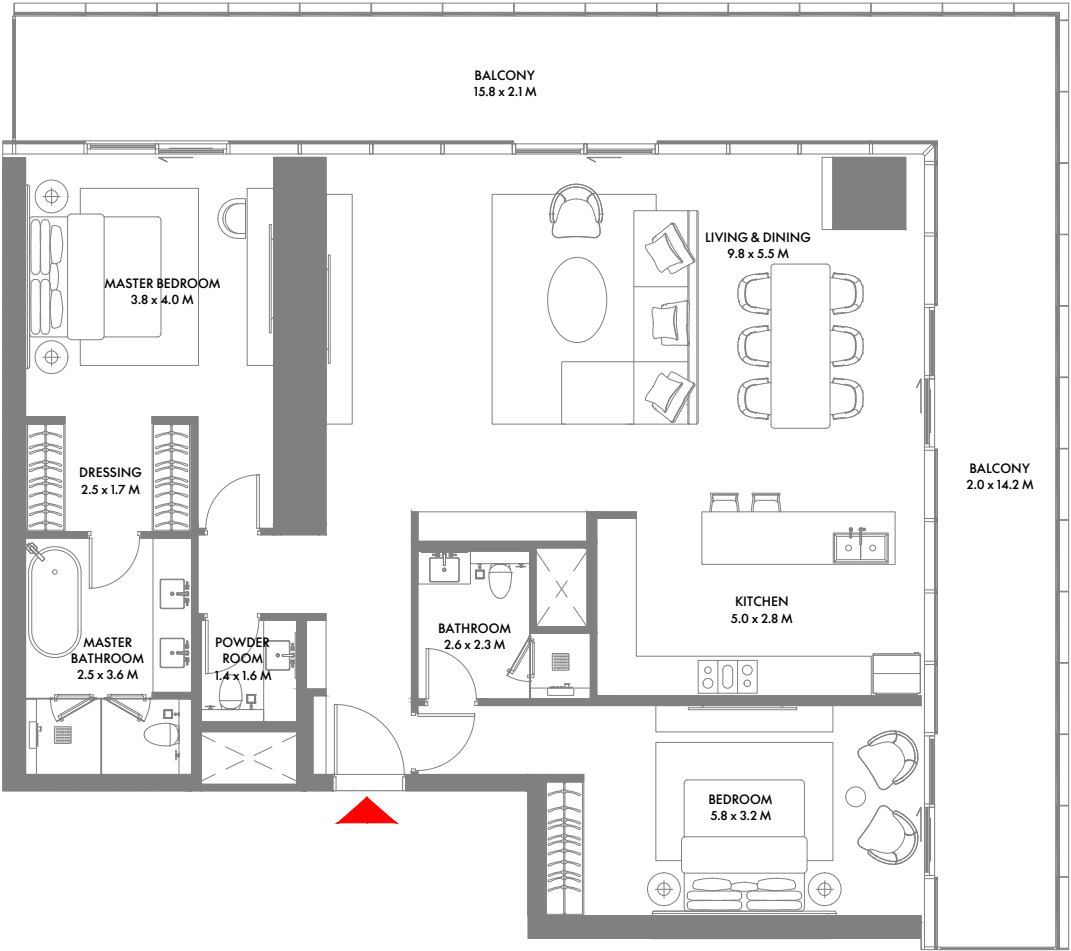 BALCONY
15.8 x 2.1 M
LIVING & DINING
9.8 x 5.5 M
MASTER BEDROOM
3.8 x 4.0 M
DRESSING
2.5 x 1.7 M
BALCONY
2.0 x 14.2 M
KITCHEN
5.0 x 2.8 M
BATHROOM
2.6 x 2.3 M
MASTER
BATHROOM
2.5 x 3.6 M
POWDER
ROOM
1.4 x 1.6 M
BEDROOM
5.8 x 3.2 M